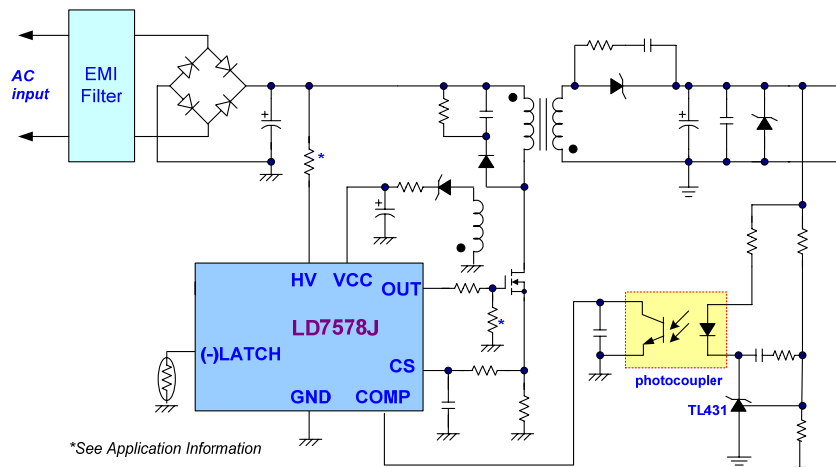 AC
input
EMI
Filter
+
*
+
+
HV
VCC
OUT
LD7578J
*
(-)LATCH
CS
GND
COMP
photocoupler
TL431
*See Application Information